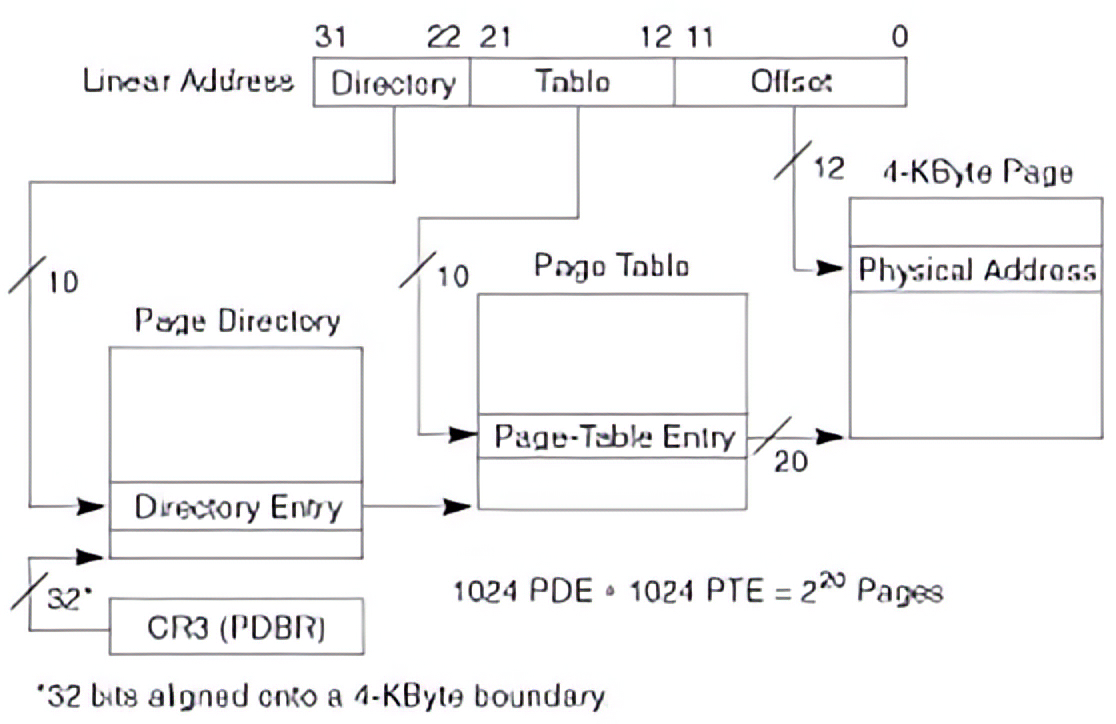 31 22 21 12 11 0
Linear Address Directory Table Offset
12 4-KByte Page
10 10 Page Table Physical Address
Page Directory
Page-Table Entry
20
Directory Entry
32*
1024 PDE * 1024 PTE = 2²⁰ Pages
CR3 (PDBR)
*32 bits aligned onto a 4-KByte boundary